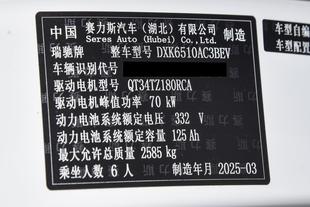 中国 赛力斯汽车（湖北）有限公司 制造
Seres Auto (Hubei) Co., Ltd.
瑞驰牌 整车型号 DXK6510AC3BEV
车辆识别代号
驱动电机型号 QT34TZ180RCA
驱动电机峰值功率 70 kW
动力电池系统额定电压 332 V
动力电池系统额定容量 125 Ah
最大允许总质量 2585 kg
乘坐人数 6 人 制造年月 2025-03
车型自编
车型配置